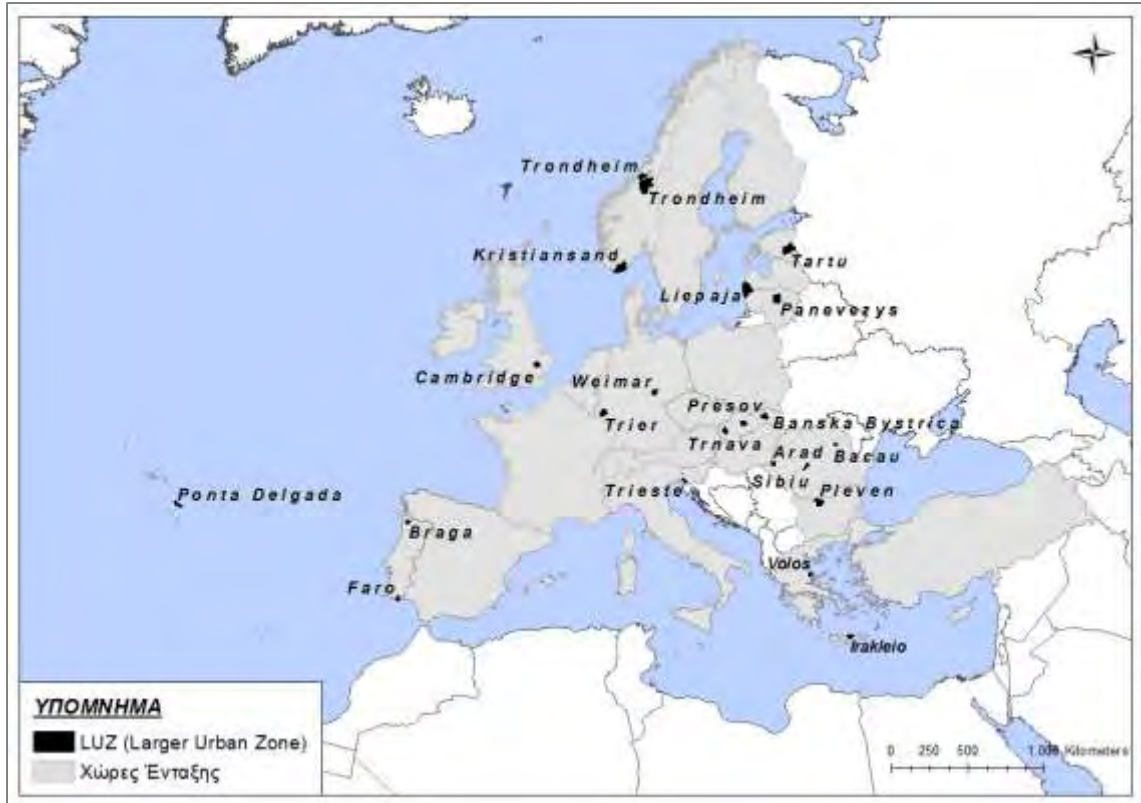 Trondheim
Trondheim
Kristiansand
Tartu
Liepaja
Panevezys
Cambridge
Weimar
Presov
Trier
Banska Bystrica
Trnava
Arad
Bacau
Sibiu
Trieste
Pleven
Ponta Delgada
Braga
Volos
Faro
Irakleio
ΥΠΟΜΝΗΜΑ
LUZ (Larger Urban Zone)
Χώρες Ένταξης
0 250 500 1.000 Kilometers